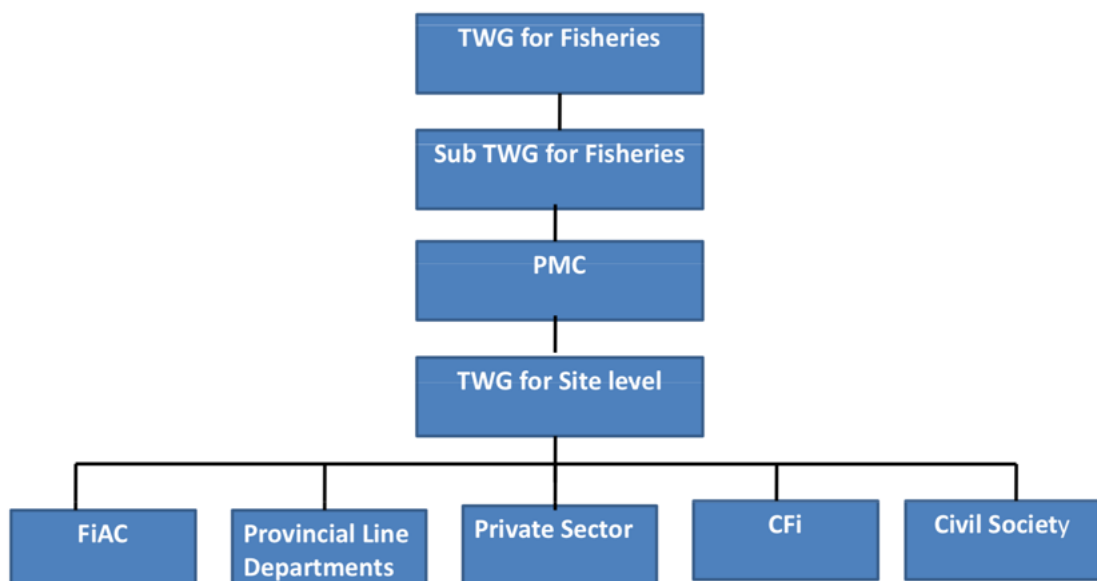 TWG for Fisheries
Sub TWG for Fisheries
PMC
TWG for Site level
FiAC
Provincial Line
Departments
Private Sector
CFi
Civil Society